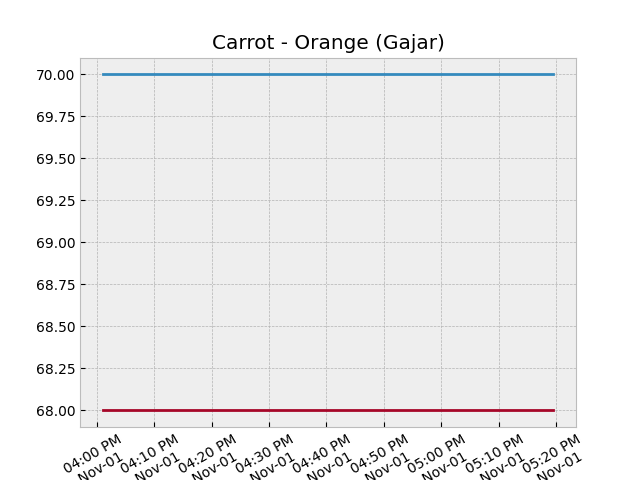 Carrot - Orange (Gajar)
70.00
69.75
69.50
69.25
69.00
68.75
68.50
68.25
68.00
04:00 PM
Nov-01
04:10 PM
Nov-01
04:20 PM
Nov-01
04:30 PM
Nov-01
04:40 PM
Nov-01
04:50 PM
Nov-01
05:00 PM
Nov-01
05:10 PM
Nov-01
05:20 PM
Nov-01